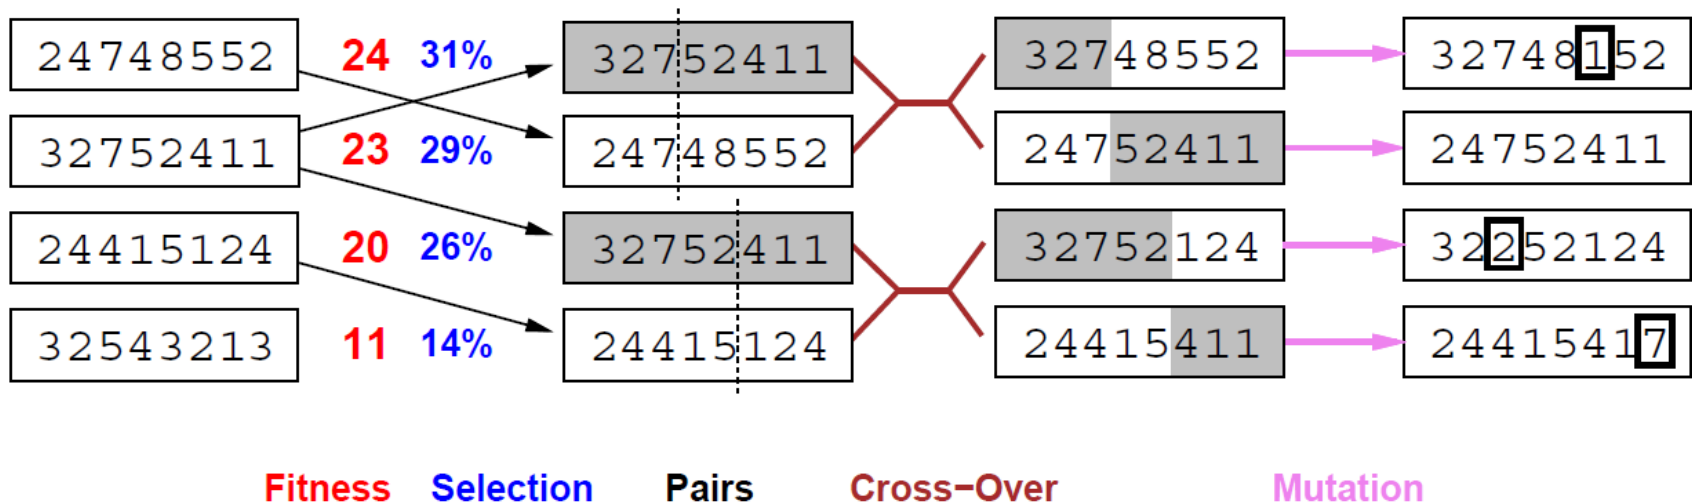 24748552 24 31% 32752411 32748552 32748152
32752411 23 29% 24748552 24752411 24752411
24415124 20 26% 32752411 32752124 32252124
32543213 11 14% 24415124 24415411 24415417
Fitness Selection Pairs Cross-Over Mutation